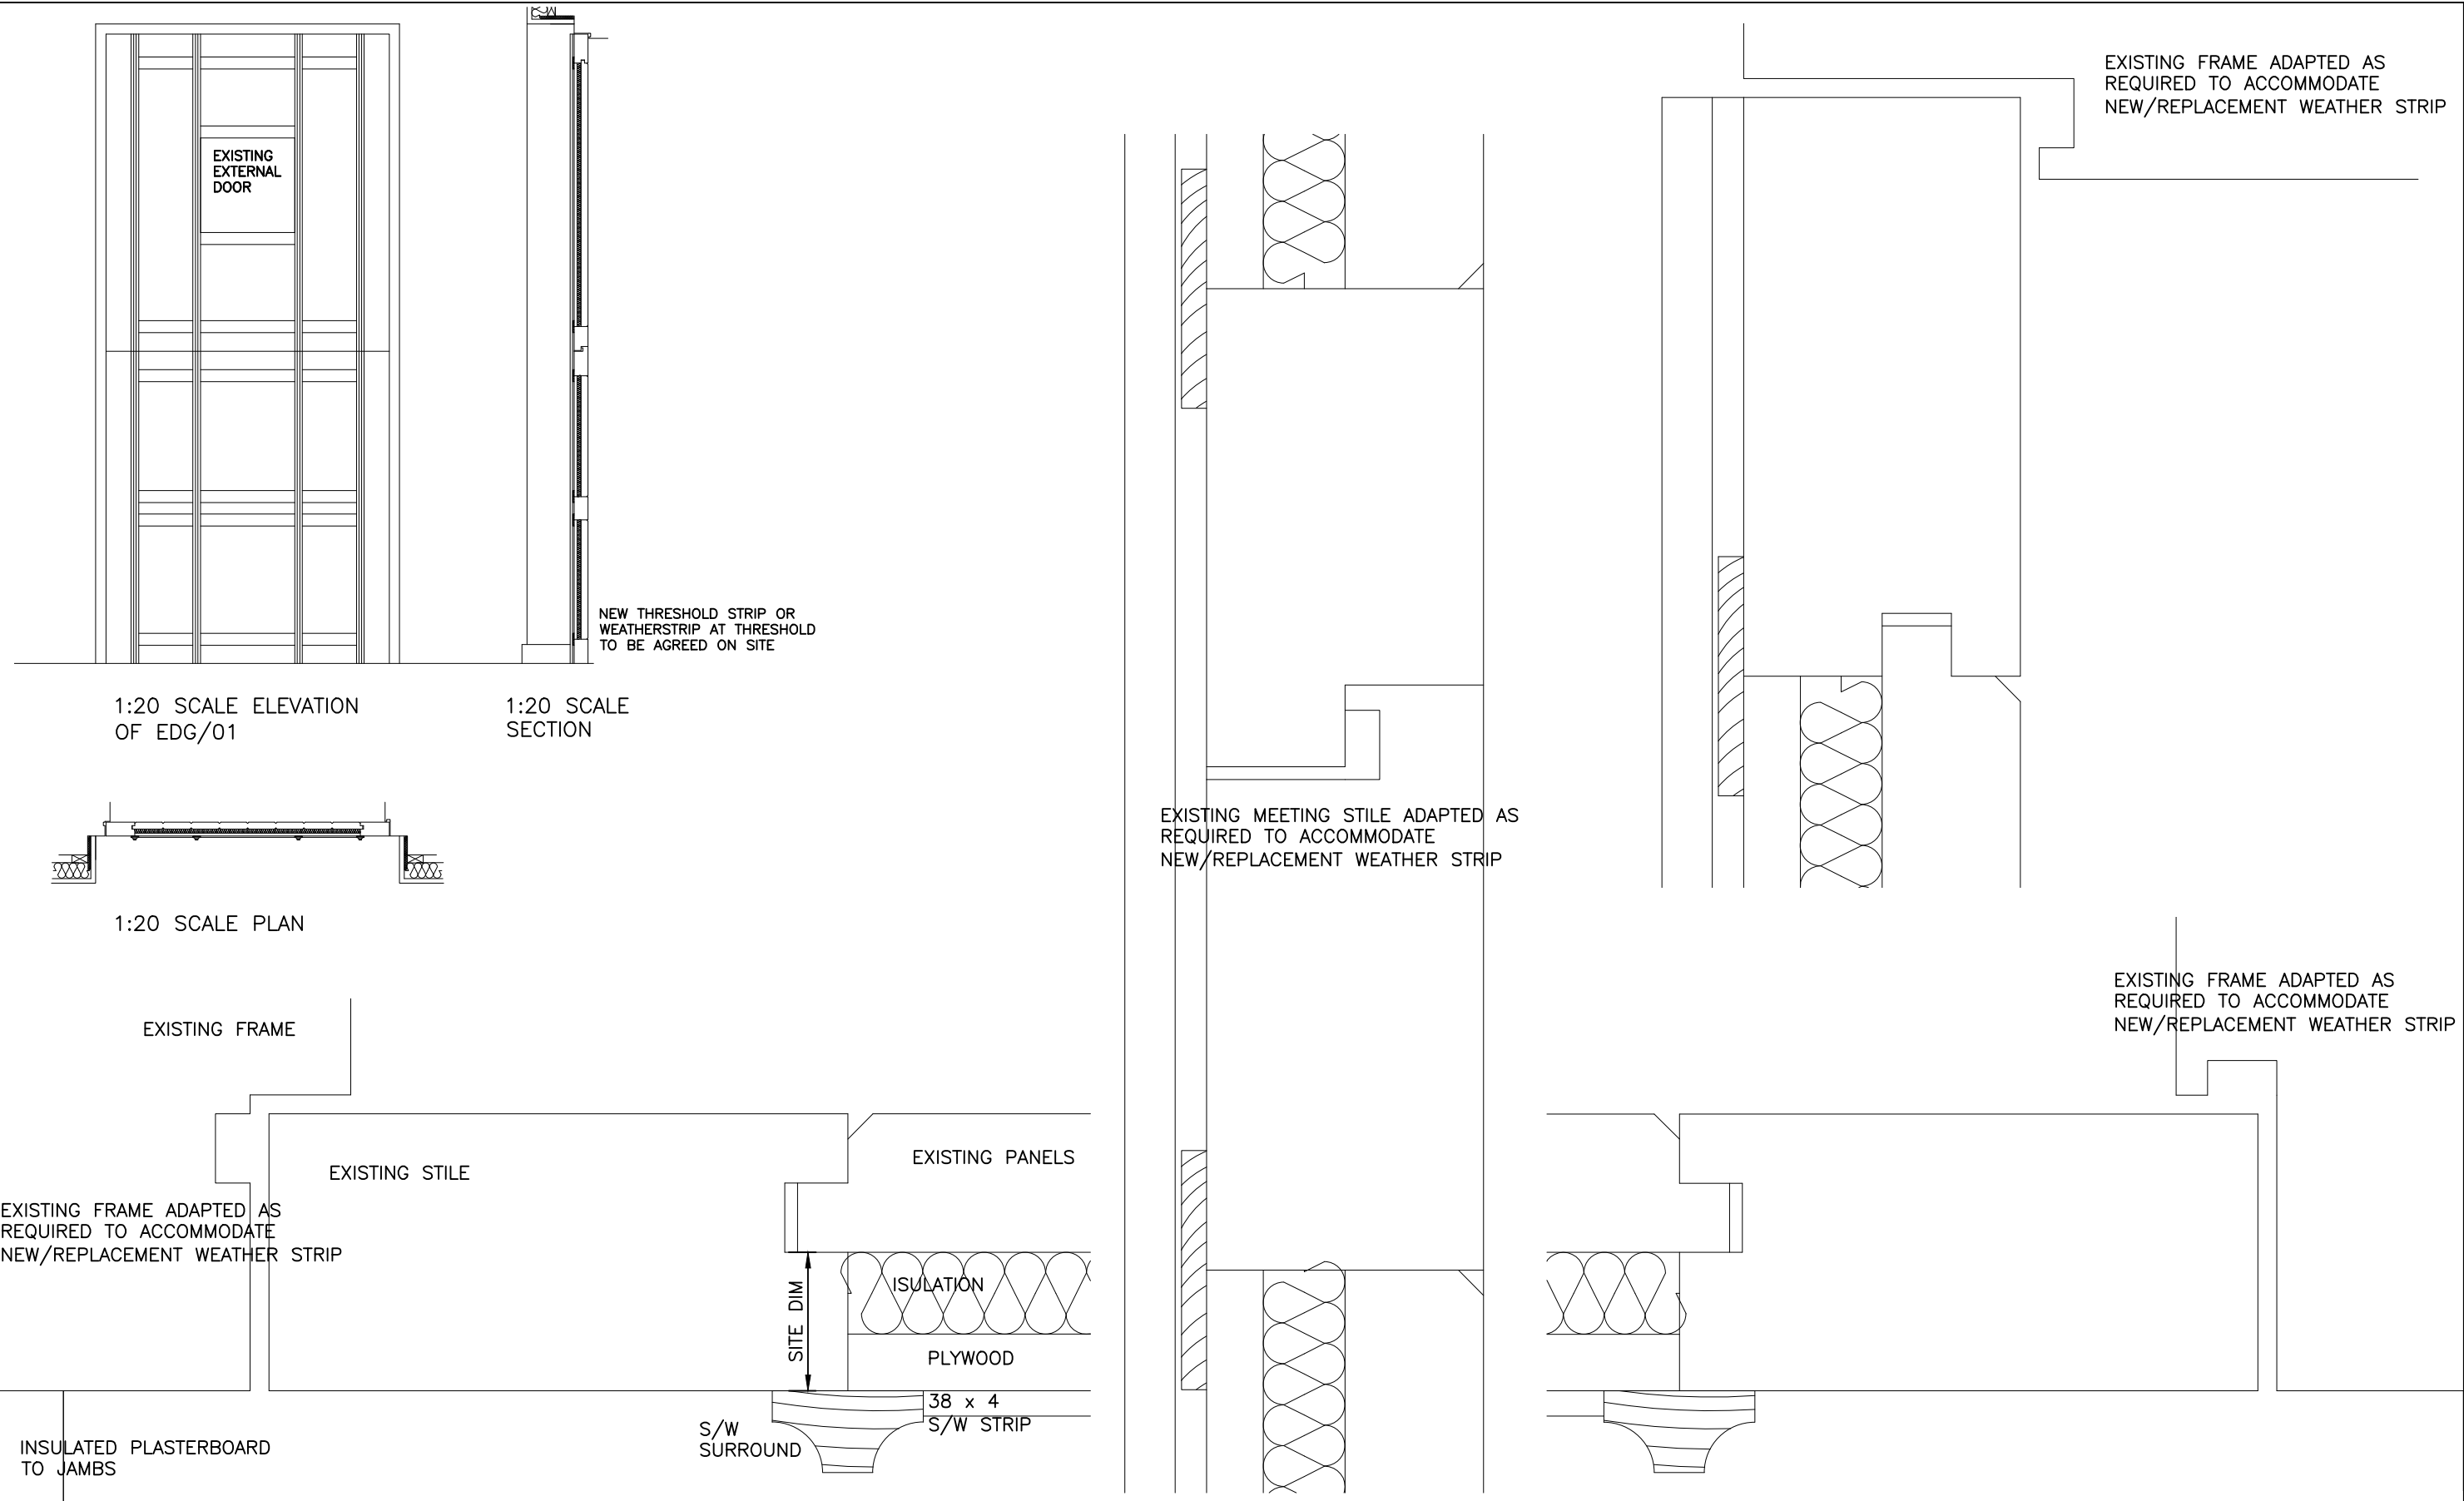 EXISTING
EXTERNAL
DOOR
NEW THRESHOLD STRIP OR
WEATHERSTRIP AT THRESHOLD
TO BE AGREED ON SITE
1:20 SCALE ELEVATION
OF EDG/01
1:20 SCALE
SECTION
1:20 SCALE PLAN
EXISTING FRAME ADAPTED AS
REQUIRED TO ACCOMMODATE
NEW/REPLACEMENT WEATHER STRIP
EXISTING MEETING STILE ADAPTED AS
REQUIRED TO ACCOMMODATE
NEW/REPLACEMENT WEATHER STRIP
EXISTING FRAME ADAPTED AS
REQUIRED TO ACCOMMODATE
NEW/REPLACEMENT WEATHER STRIP
EXISTING FRAME
EXISTING STILE
EXISTING PANELS
EXISTING FRAME ADAPTED AS
REQUIRED TO ACCOMMODATE
NEW/REPLACEMENT WEATHER STRIP
ISULATION
SITE DIM
PLYWOOD
38 x 4
S/W STRIP
S/W
SURROUND
INSULATED PLASTERBOARD
TO JAMBS